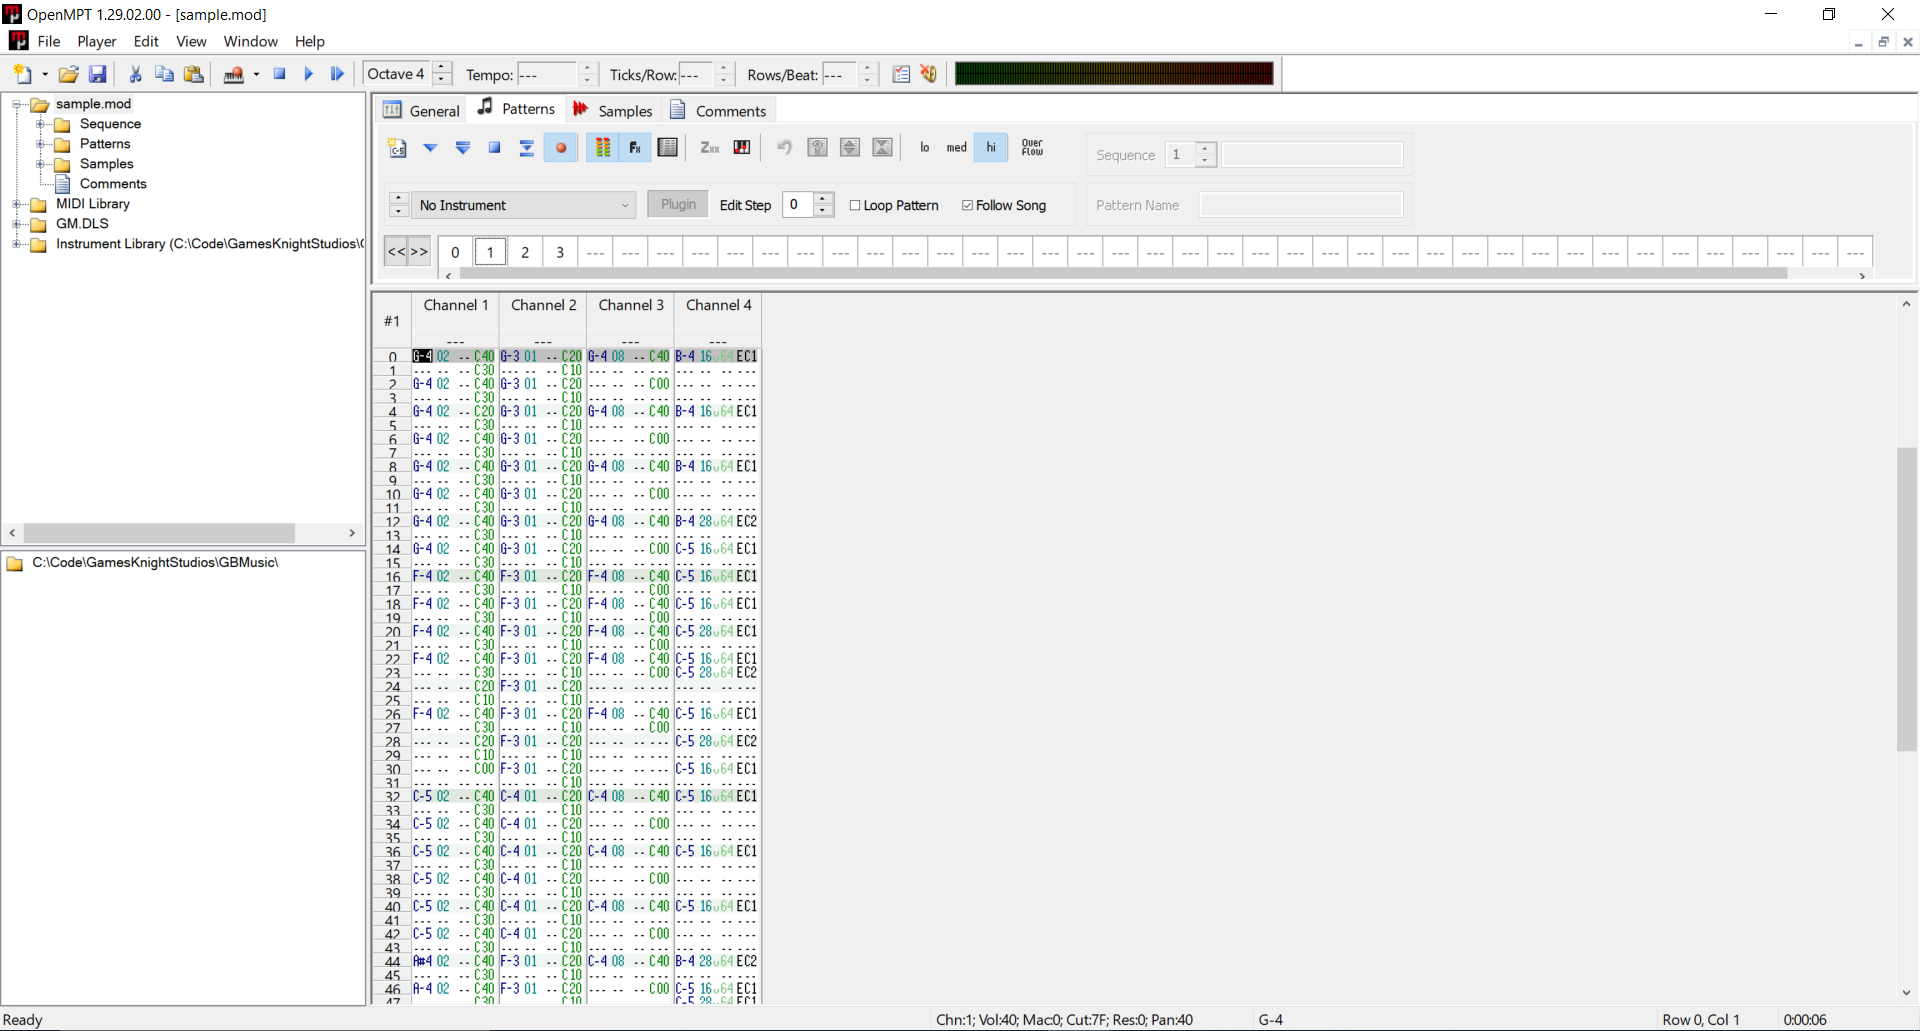 OpenMPT 1.29.02.00 - [sample.mod]
File Player Edit View Window Help
Octave 4 Tempo: --- Ticks/Row: --- Rows/Beat: ---
sample.mod
Sequence
Patterns
Samples
Comments
MIDI Library
GM.DLS
Instrument Library (C:\Code\GamesKnightStudios\
C:\Code\GamesKnightStudios\GBMusic\
General Patterns Samples Comments
C-5 Fx Zxx lo med hi Over Flow Sequence 1
No Instrument Plugin Edit Step 0 Loop Pattern Follow Song Pattern Name
<< >> 0 1 2 3 --- --- --- --- --- --- --- --- --- --- --- --- --- --- --- --- --- --- --- --- --- --- --- --- --- --- --- --- --- --- --- --- --- --- --- --- ---
Channel 1 Channel 2 Channel 3 Channel 4
#1
--- --- --- ---
0 G-4 02 -- C40 G-3 01 -- C20 G-4 08 -- C40 B-4 16 v64 EC1
1 --- -- -- C30 --- -- -- C10 --- -- -- --- --- -- -- ---
2 G-4 02 -- C40 G-3 01 -- C20 --- -- -- C00 --- -- -- ---
3 --- -- -- C30 --- -- -- C10 --- -- -- --- --- -- -- ---
4 G-4 02 -- C20 G-3 01 -- C20 G-4 08 -- C40 B-4 16 v64 EC1
5 --- -- -- C30 --- -- -- C10 --- -- -- --- --- -- -- ---
6 G-4 02 -- C40 G-3 01 -- C20 --- -- -- C00 --- -- -- ---
7 --- -- -- C30 --- -- -- C10 --- -- -- --- --- -- -- ---
8 G-4 02 -- C40 G-3 01 -- C20 G-4 08 -- C40 B-4 16 v64 EC1
9 --- -- -- C30 --- -- -- C10 --- -- -- --- --- -- -- ---
10 G-4 02 -- C40 G-3 01 -- C20 --- -- -- C00 --- -- -- ---
11 --- -- -- C30 --- -- -- C10 --- -- -- --- --- -- -- ---
12 G-4 02 -- C40 G-3 01 -- C20 G-4 08 -- C40 B-4 28 v64 EC2
13 --- -- -- C30 --- -- -- C10 --- -- -- --- --- -- -- ---
14 G-4 02 -- C40 G-3 01 -- C20 --- -- -- C00 C-5 16 v64 EC1
15 --- -- -- C30 --- -- -- C10 --- -- -- --- --- -- -- ---
16 F-4 02 -- C40 F-3 01 -- C20 F-4 08 -- C40 C-5 16 v64 EC1
17 --- -- -- C30 --- -- -- C10 --- -- -- C00 --- -- -- ---
18 F-4 02 -- C40 F-3 01 -- C20 F-4 08 -- C40 C-5 16 v64 EC1
19 --- -- -- C30 --- -- -- C10 --- -- -- C00 --- -- -- ---
20 F-4 02 -- C40 F-3 01 -- C20 F-4 08 -- C40 C-5 28 v64 EC1
21 --- -- -- C30 --- -- -- C10 --- -- -- C00 --- -- -- ---
22 F-4 02 -- C40 F-3 01 -- C20 F-4 08 -- C40 C-5 16 v64 EC1
23 --- -- -- C30 --- -- -- C10 --- -- -- C00 C-5 28 v64 EC2
24 --- -- -- C20 F-3 01 -- C20 --- -- -- --- --- -- -- ---
25 --- -- -- C10 --- -- -- C10 --- -- -- --- --- -- -- ---
26 F-4 02 -- C40 F-3 01 -- C20 F-4 08 -- C40 C-5 16 v64 EC1
27 --- -- -- C30 --- -- -- C10 --- -- -- C00 --- -- -- ---
28 --- -- -- C20 F-3 01 -- C20 --- -- -- --- C-5 28 v64 EC2
29 --- -- -- C10 --- -- -- C10 --- -- -- --- --- -- -- ---
30 --- -- -- C00 F-3 01 -- C20 --- -- -- --- C-5 16 v64 EC1
31 --- -- -- --- --- -- -- C10 --- -- -- --- --- -- -- ---
32 C-5 02 -- C40 C-4 01 -- C20 C-4 08 -- C40 C-5 16 v64 EC1
33 --- -- -- C30 --- -- -- C10 --- -- -- --- --- -- -- ---
34 C-5 02 -- C40 C-4 01 -- C20 --- -- -- C00 --- -- -- ---
35 --- -- -- C30 --- -- -- C10 --- -- -- --- --- -- -- ---
36 C-5 02 -- C40 C-4 01 -- C20 C-4 08 -- C40 C-5 16 v64 EC1
37 --- -- -- C30 --- -- -- C10 --- -- -- --- --- -- -- ---
38 C-5 02 -- C40 C-4 01 -- C20 --- -- -- C00 --- -- -- ---
39 --- -- -- C30 --- -- -- C10 --- -- -- --- --- -- -- ---
40 C-5 02 -- C40 C-4 01 -- C20 C-4 08 -- C40 C-5 16 v64 EC1
41 --- -- -- C30 --- -- -- C10 --- -- -- --- --- -- -- ---
42 C-5 02 -- C40 C-4 01 -- C20 --- -- -- C00 --- -- -- ---
43 --- -- -- C30 --- -- -- C10 --- -- -- --- --- -- -- ---
44 A#4 02 -- C40 F-3 01 -- C20 C-4 08 -- C40 B-4 28 v64 EC2
45 --- -- -- C30 --- -- -- C10 --- -- -- --- --- -- -- ---
46 A-4 02 -- C40 F-3 01 -- C20 --- -- -- C00 C-5 16 v64 EC1
47 --- -- -- C30 --- -- -- C10 --- -- -- --- C-5 28 v64 EC1
Ready Chn:1; Vol:40; Mac:0; Cut:7F; Res:0; Pan:40 G-4 Row 0, Col 1 0:00:06